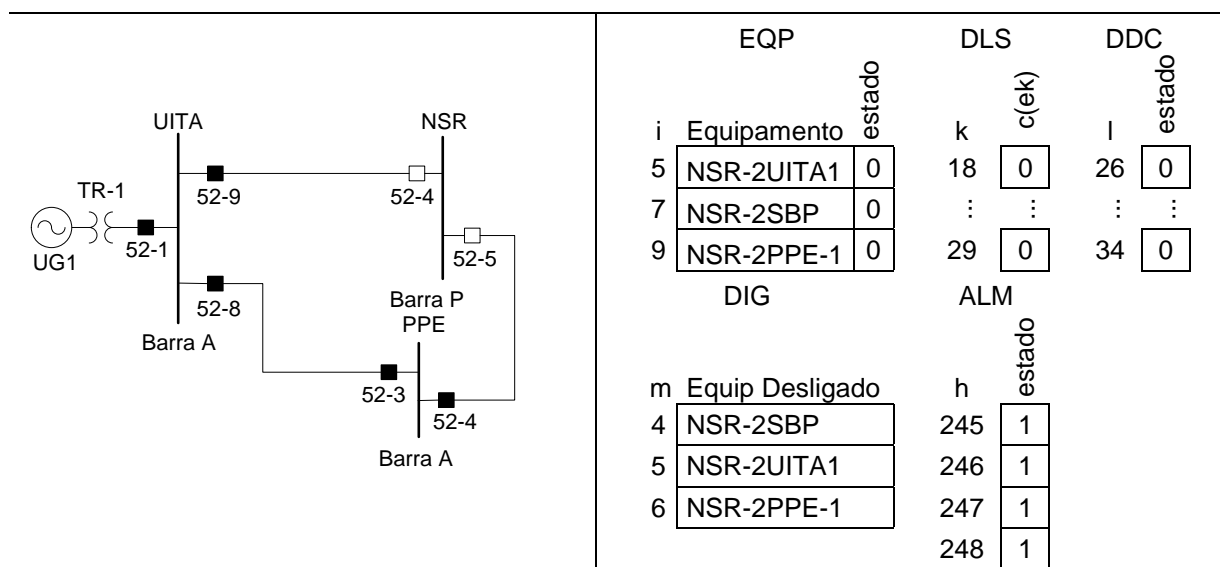 UITA
NSR
TR-1
52-9
52-4
UG1
52-1
52-5
52-8
Barra A
Barra P
PPE
52-3
52-4
Barra A
EQP
DLS
DDC
i Equipamento estado
k c(ek)
l estado
5 NSR-2UITA1 0
18 0
26 0
7 NSR-2SBP 0
⋮ ⋮
⋮ ⋮
9 NSR-2PPE-1 0
29 0
34 0
DIG
ALM
m Equip Desligado
h estado
4 NSR-2SBP
245 1
5 NSR-2UITA1
246 1
6 NSR-2PPE-1
247 1
248 1